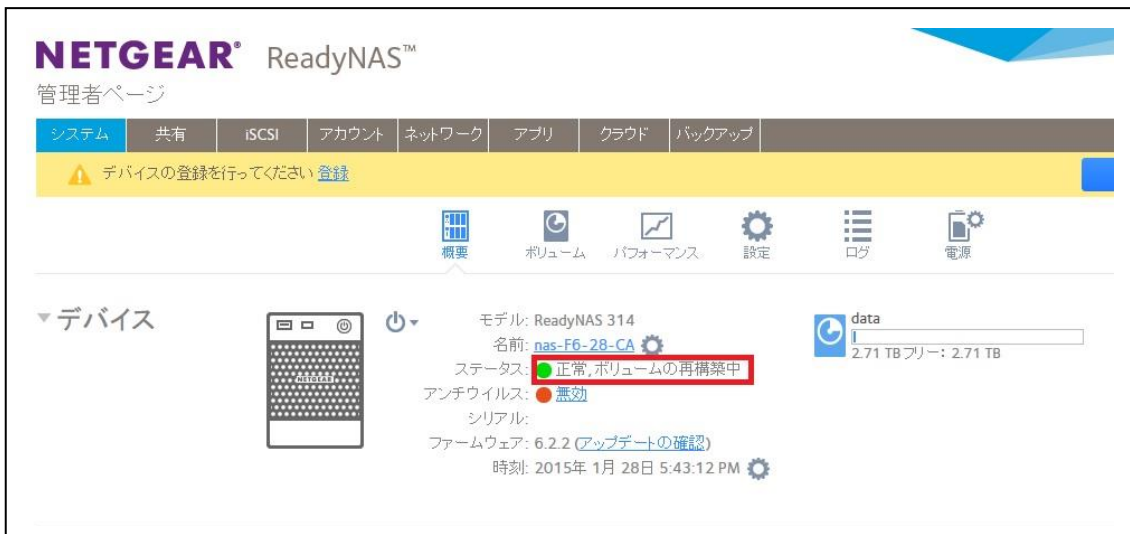 NETGEAR® ReadyNAS™
管理者ページ
システム 共有 iSCSI アカウント ネットワーク アプリ クラウド バックアップ
デバイスの登録を行ってください 登録
概要 ボリューム パフォーマンス 設定 ログ 電源
デバイス
NETGEAR
モデル: ReadyNAS 314
名前: nas-F6-28-CA
ステータス: 正常,ボリュームの再構築中
アンチウイルス: 無効
シリアル:
ファームウェア: 6.2.2 (アップデートの確認)
時刻: 2015年 1月 28日 5:43:12 PM
data
2.71 TB フリー: 2.71 TB